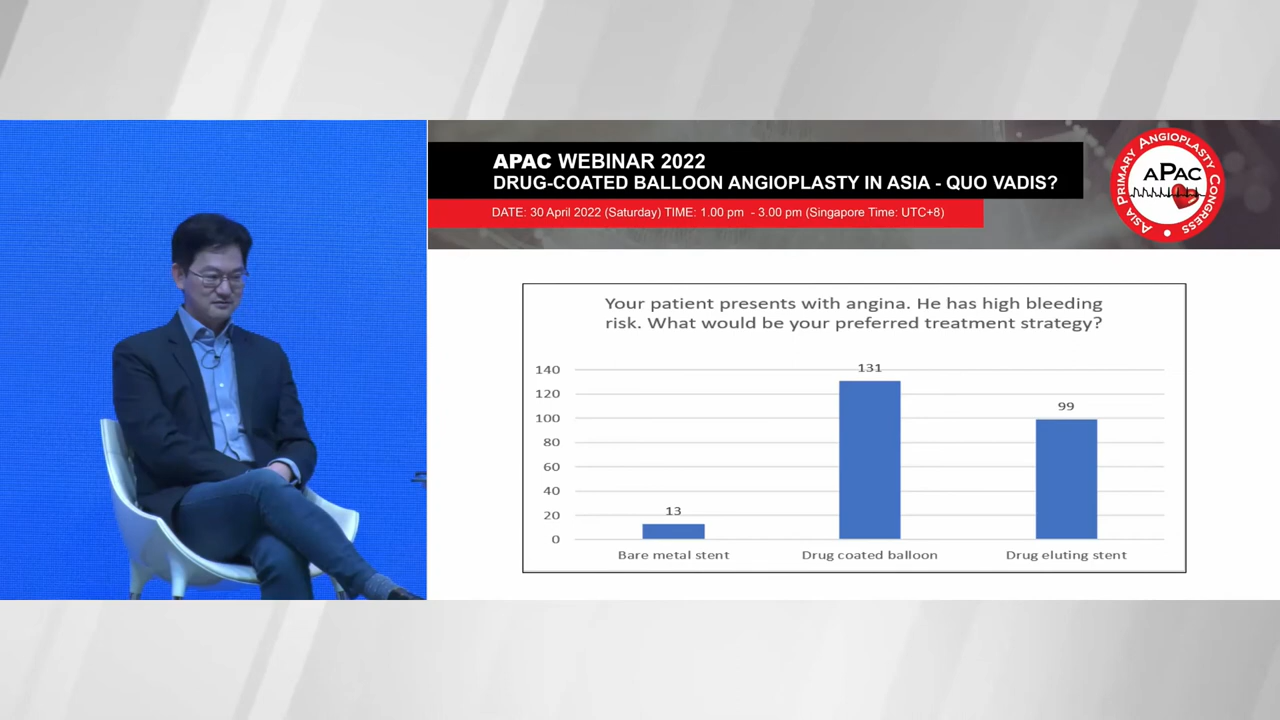 APAC WEBINAR 2022
DRUG-COATED BALLOON ANGIOPLASTY IN ASIA - QUO VADIS?
DATE: 30 April 2022 (Saturday) TIME: 1.00 pm - 3.00 pm (Singapore Time: UTC+8)
ASIA PRIMARY ANGIOPLASTY CONGRESS
aPAC
Your patient presents with angina. He has high bleeding
risk. What would be your preferred treatment strategy?
140
120
100
80
60
40
20
0
13
131
99
Bare metal stent
Drug coated balloon
Drug eluting stent